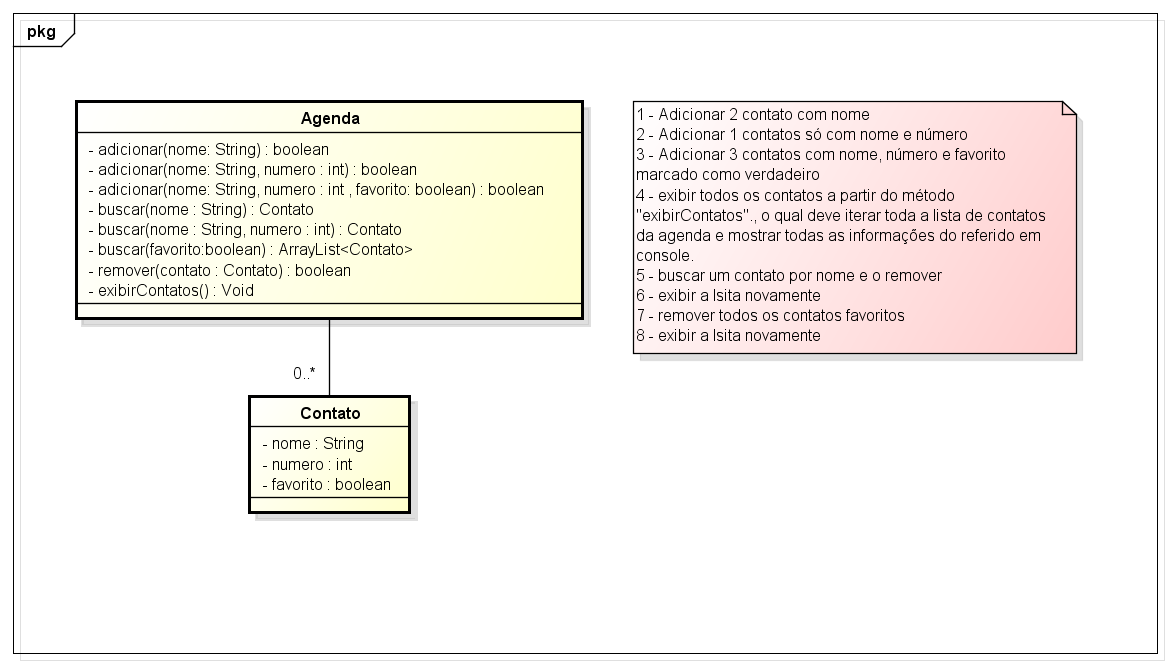 pkg
Agenda
- adicionar(nome: String) : boolean
- adicionar(nome: String, numero : int) : boolean
- adicionar(nome: String, numero : int , favorito: boolean) : boolean
- buscar(nome : String) : Contato
- buscar(nome : String, numero : int) : Contato
- buscar(favorito:boolean) : ArrayList<Contato>
- remover(contato : Contato) : boolean
- exibirContatos() : Void
0..*
Contato
- nome : String
- numero : int
- favorito : boolean
1 - Adicionar 2 contato com nome
2 - Adicionar 1 contatos só com nome e número
3 - Adicionar 3 contatos com nome, número e favorito
marcado como verdadeiro
4 - exibir todos os contatos a partir do método
"exibirContatos"., o qual deve iterar toda a lista de contatos
da agenda e mostrar todas as informações do referido em
console.
5 - buscar um contato por nome e o remover
6 - exibir a lsita novamente
7 - remover todos os contatos favoritos
8 - exibir a lsita novamente